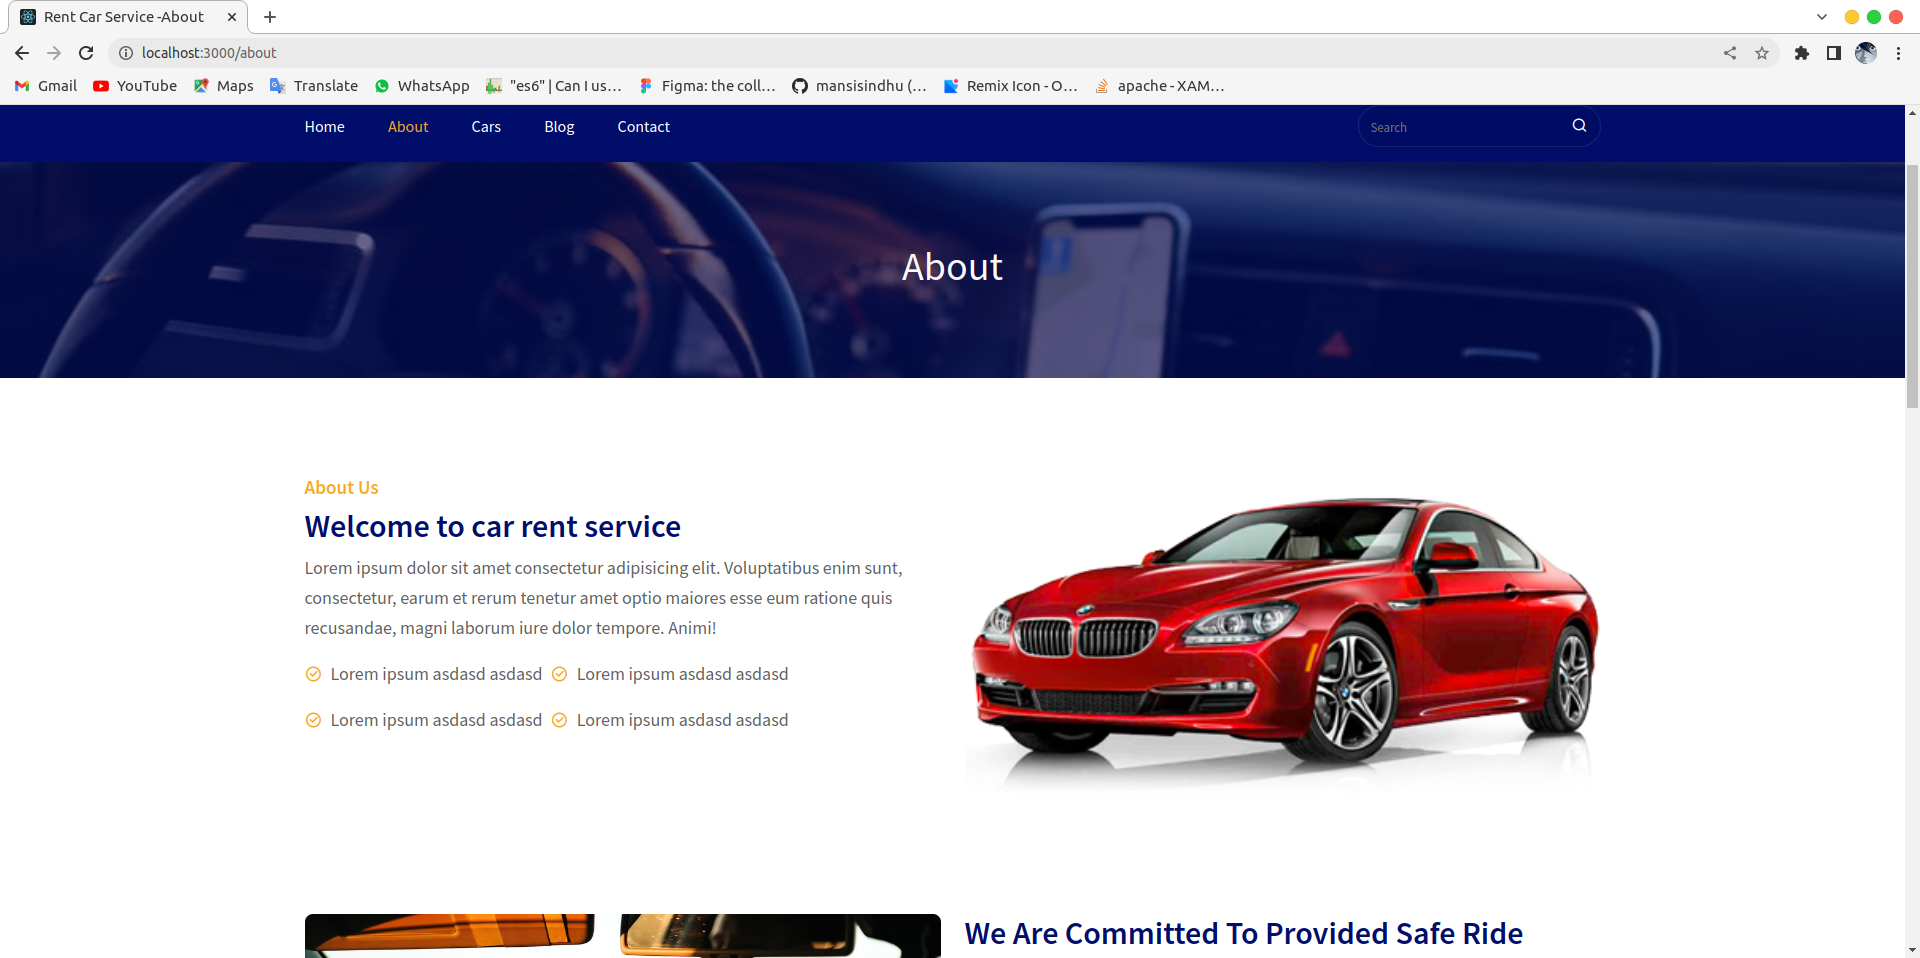 Rent Car Service -About
localhost:3000/about
Gmail YouTube Maps Translate WhatsApp "es6" | Can I us... Figma: the coll... mansisindhu (... Remix Icon - O... apache - XAM...
Home About Cars Blog Contact Search
About
About Us
Welcome to car rent service
Lorem ipsum dolor sit amet consectetur adipisicing elit. Voluptatibus enim sunt,
consectetur, earum et rerum tenetur amet optio maiores esse eum ratione quis
recusandae, magni laborum iure dolor tempore. Animi!
Lorem ipsum asdasd asdasd Lorem ipsum asdasd asdasd
Lorem ipsum asdasd asdasd Lorem ipsum asdasd asdasd
We Are Committed To Provided Safe Ride